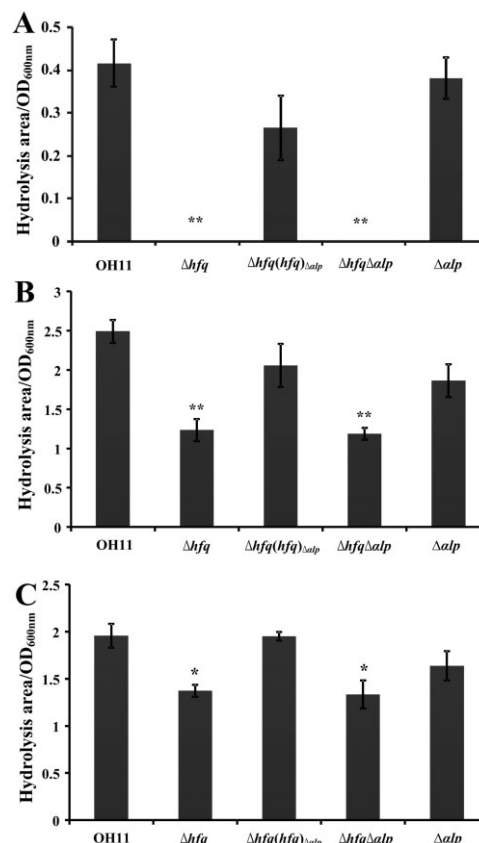 A
Hydrolysis area/OD600nm
0.5
0.4
0.3
0.2
0.1
0
**
**
OH11 Δhfq Δhfq(hfq)Δalp ΔhfqΔalp Δalp
B
Hydrolysis area/OD600nm
3
2.5
2
1.5
1
0.5
0
**
**
OH11 Δhfq Δhfq(hfq)Δalp ΔhfqΔalp Δalp
C
Hydrolysis area/OD600nm
2.5
2
1.5
1
0.5
0
*
*
OH11 Δhfq Δhfq(hfq)Δalp ΔhfqΔalp Δalp